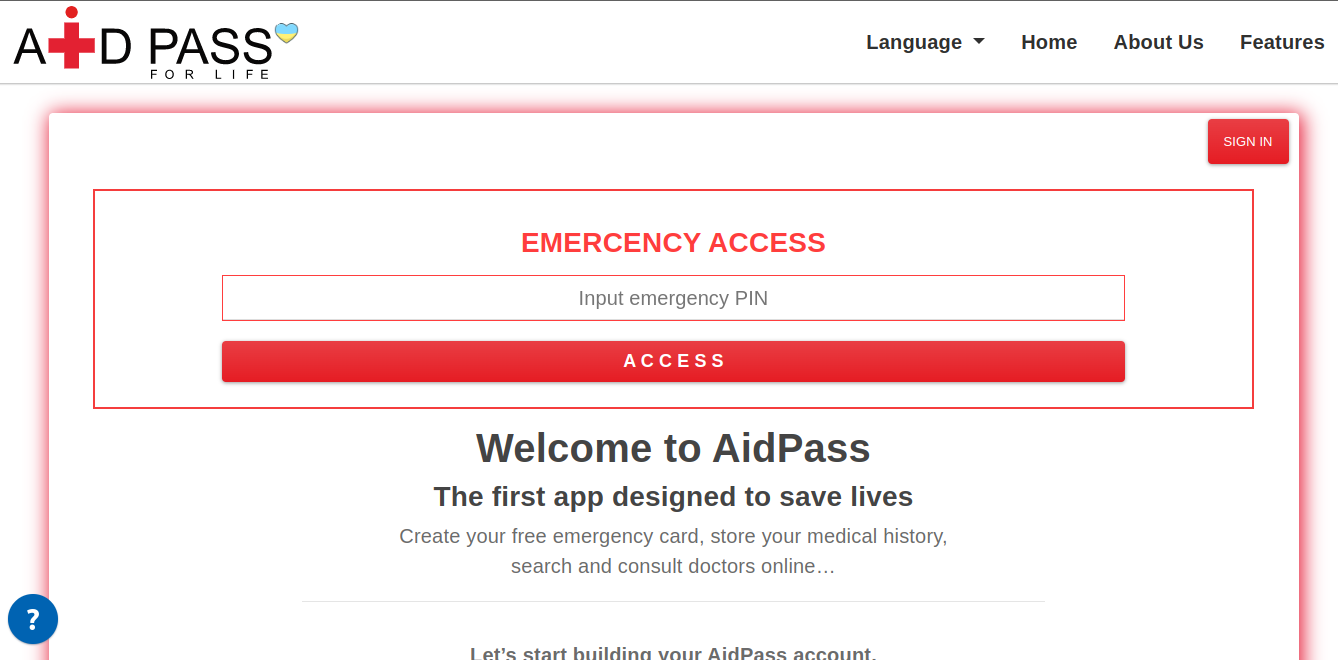 AiD PASS
FOR LIFE
Language
Home
About Us
Features
SIGN IN
EMERCENCY ACCESS
Input emergency PIN
ACCESS
Welcome to AidPass
The first app designed to save lives
Create your free emergency card, store your medical history,
search and consult doctors online…
Let’s start building your AidPass account.
?